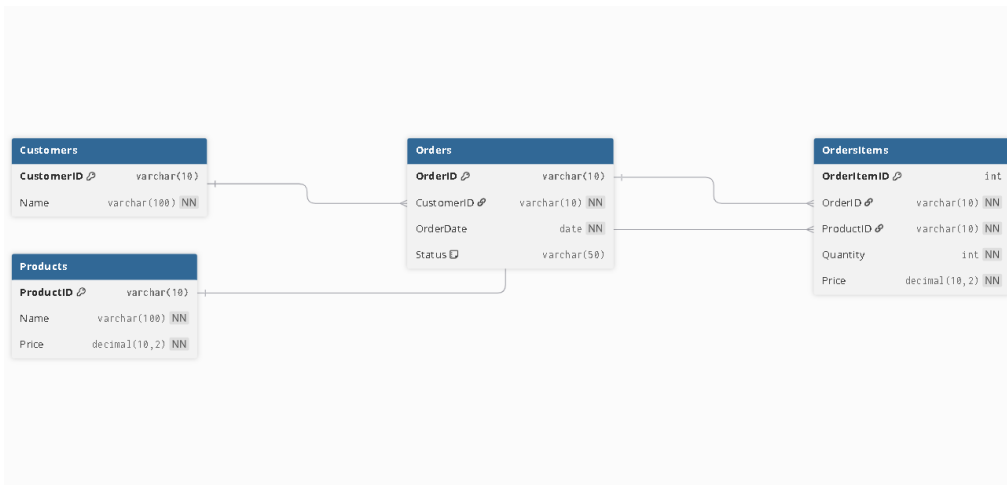 Customers
CustomerID varchar(10)
Name varchar(100) NN
Products
ProductID varchar(10)
Name varchar(100) NN
Price decimal(10,2) NN
Orders
OrderID varchar(10)
CustomerID varchar(10) NN
OrderDate date NN
Status varchar(50)
OrdersItems
OrderItemID int
OrderID varchar(10) NN
ProductID varchar(10) NN
Quantity int NN
Price decimal(10,2) NN